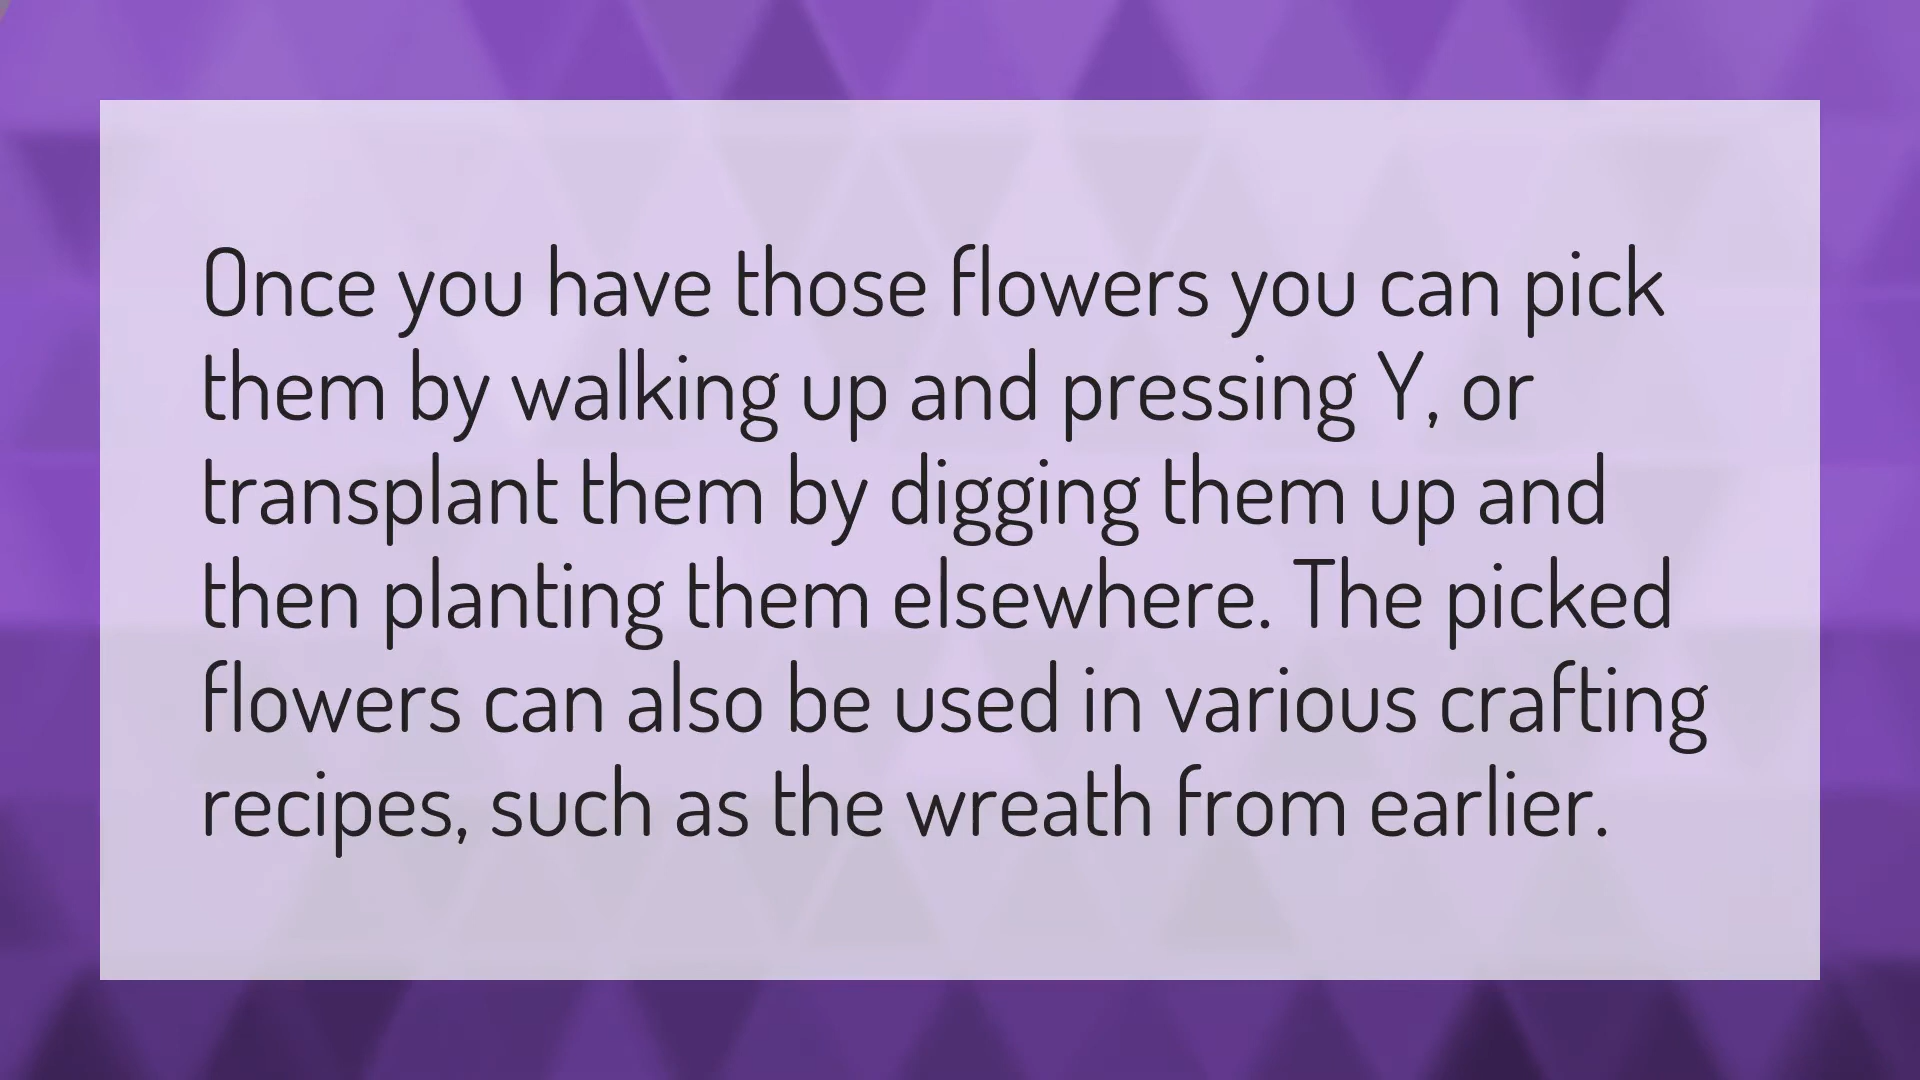 Once you have those flowers you can pick
them by walking up and pressing Y, or
transplant them by digging them up and
then planting them elsewhere. The picked
flowers can also be used in various crafting
recipes, such as the wreath from earlier.